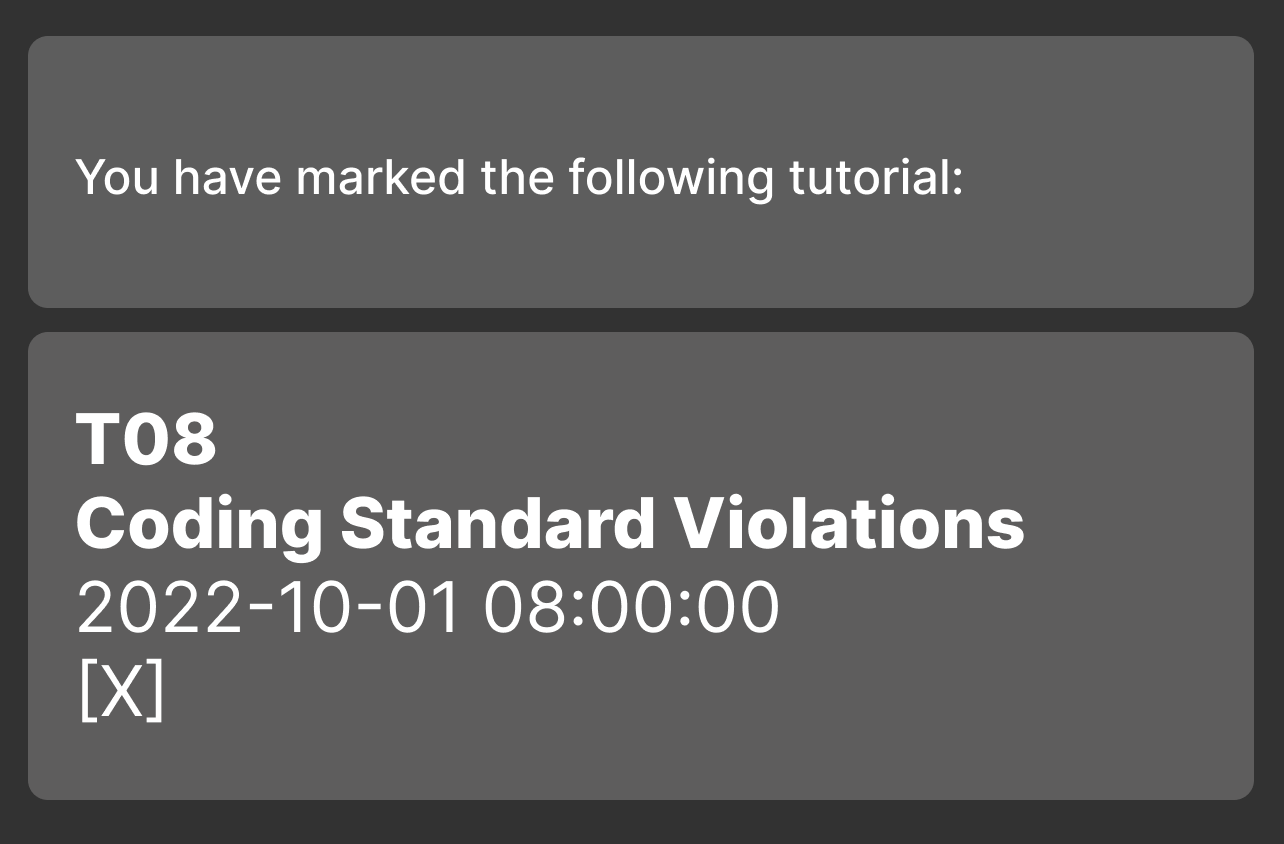 You have marked the following tutorial:
T08
Coding Standard Violations
2022-10-01 08:00:00
[X]